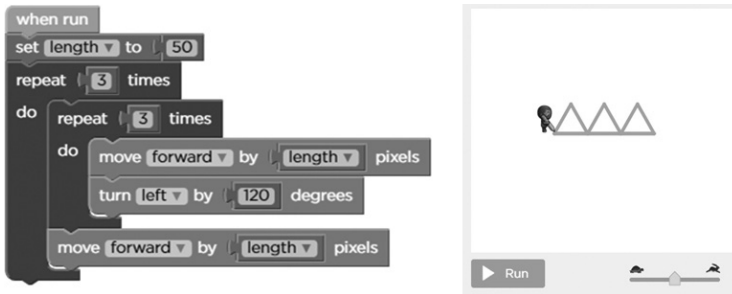 when run
set length ▼ to 50
repeat 3 times
do repeat 3 times
do move forward ▼ by length ▼ pixels
turn left ▼ by 120 degrees
move forward ▼ by length ▼ pixels
Run